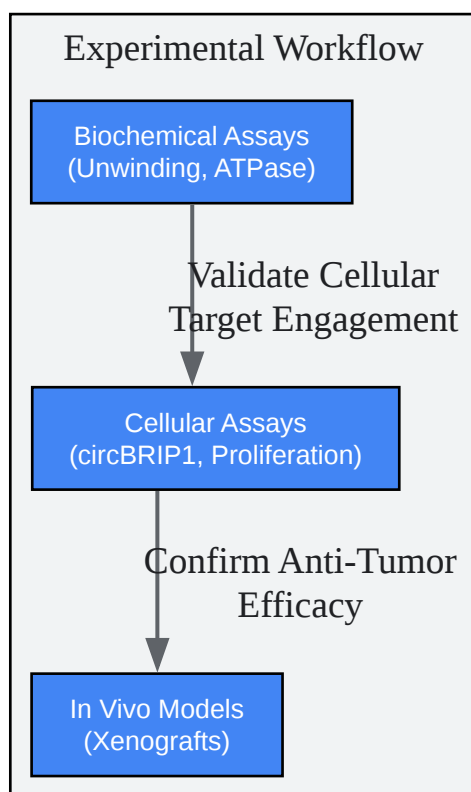 Experimental Workflow
Biochemical Assays
(Unwinding, ATPase)
Validate Cellular
Target Engagement
Cellular Assays
(circBRIP1, Proliferation)
Confirm Anti-Tumor
Efficacy
In Vivo Models
(Xenografts)